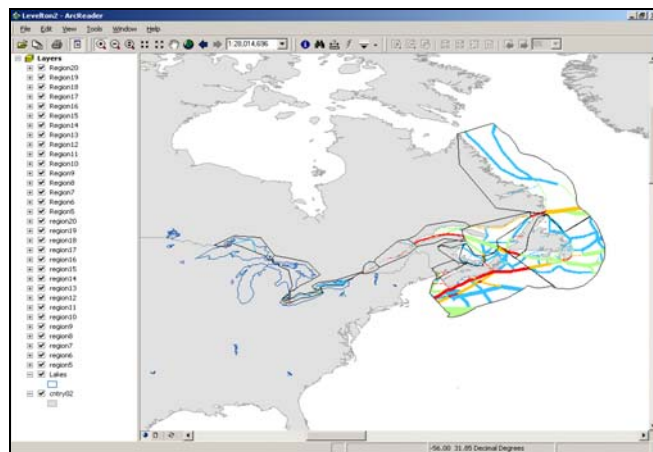 Levelton2 - ArcReader
File Edit View Tools Window Help
1:28,014,696
Layers
Region20
Region19
Region18
Region17
Region16
Region15
Region14
Region13
Region12
Region11
Region10
Region9
Region8
Region7
Region6
Region5
region20
region19
region18
region17
region16
region15
region14
region13
region12
region11
region10
region9
region8
region7
region6
region5
Lakes
cntry02
-56.00 31.85 Decimal Degrees